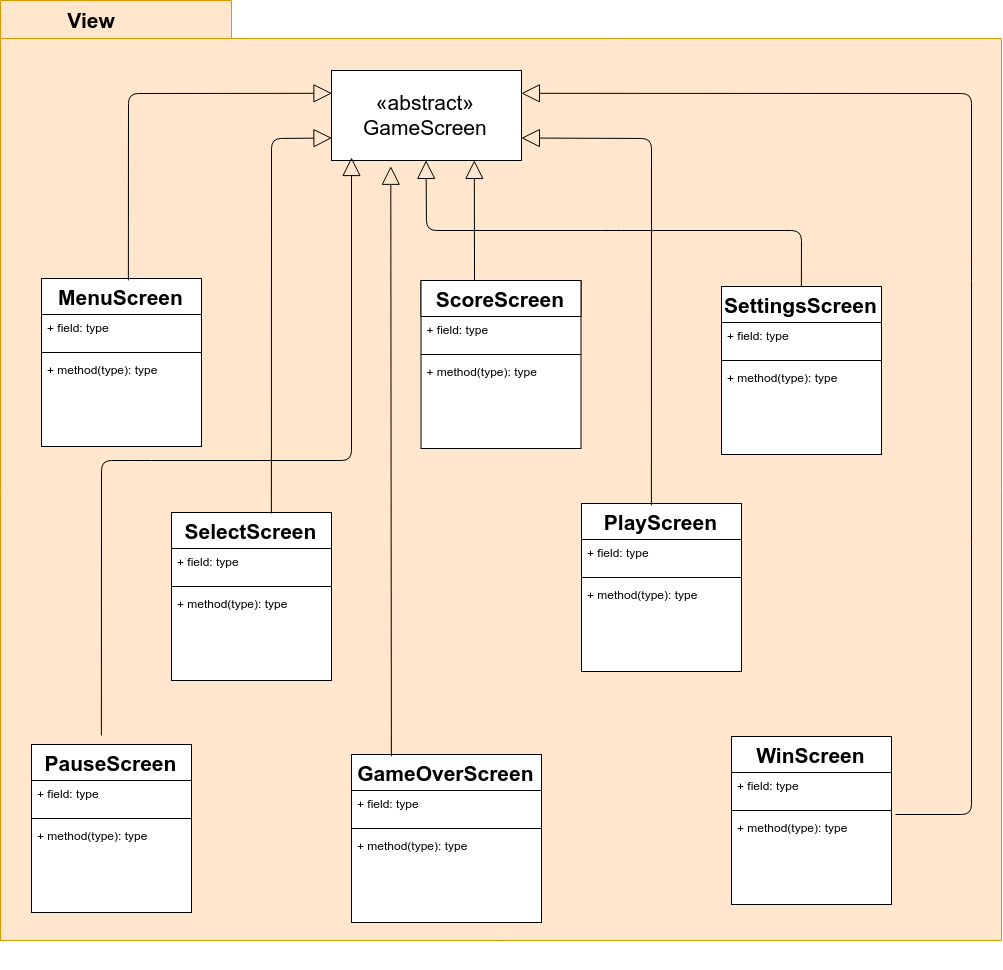 View
«abstract»
GameScreen
MenuScreen
+ field: type
+ method(type): type
ScoreScreen
+ field: type
+ method(type): type
SettingsScreen
+ field: type
+ method(type): type
SelectScreen
+ field: type
+ method(type): type
PlayScreen
+ field: type
+ method(type): type
PauseScreen
+ field: type
+ method(type): type
GameOverScreen
+ field: type
+ method(type): type
WinScreen
+ field: type
+ method(type): type